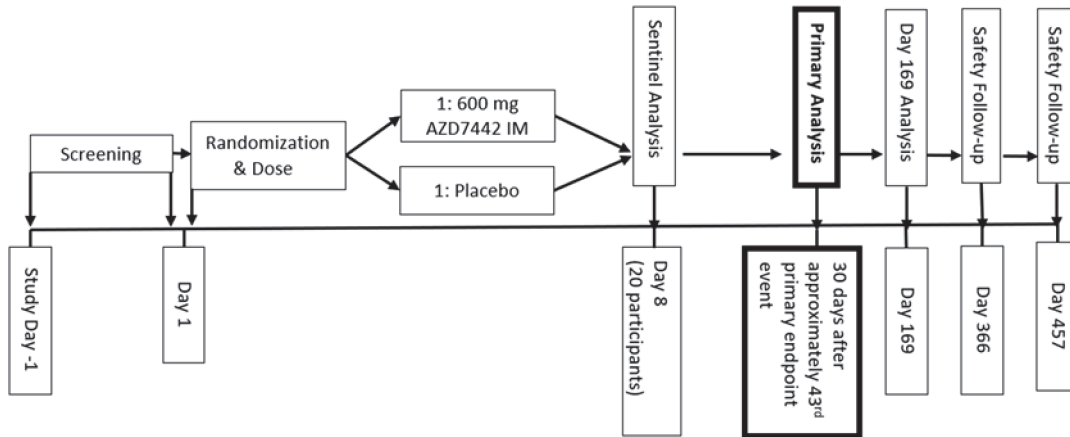 Screening
Randomization
& Dose
1: 600 mg
AZD7442 IM
1: Placebo
Sentinel Analysis
Primary Analysis
Day 169 Analysis
Safety Follow-up
Safety Follow-up
Study Day -1
Day 1
Day 8
(20 participants)
30 days after
approximately 43rd
primary endpoint
event
Day 169
Day 366
Day 457